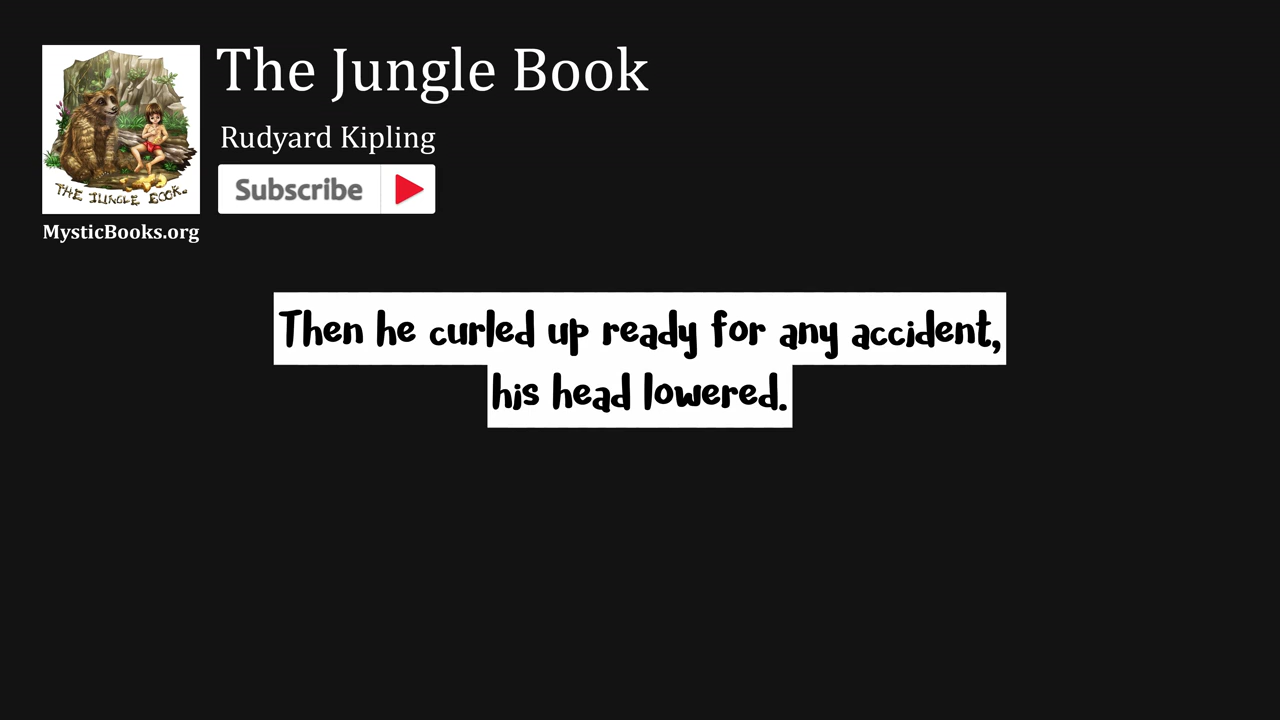 The Jungle Book
Rudyard Kipling
Subscribe
THE JUNGLE BOOK.
MysticBooks.org
Then he curled up ready for any accident,
his head lowered.